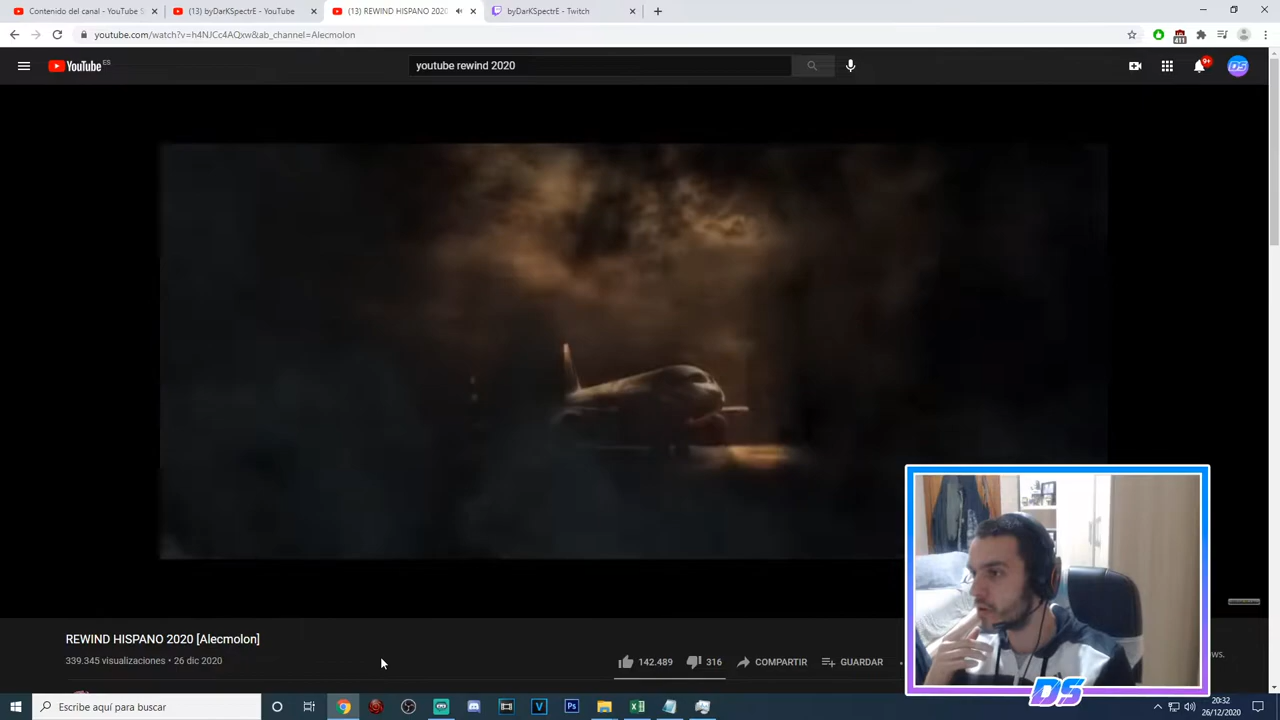 Contenido del canal - YouTube S
(13) byDarKSpectrE - YouTube
(13) REWIND HISPANO 2020
byDarKSpectrE - Twitch
youtube.com/watch?v=h4NJCc4AQxw&ab_channel=Alecmolon
411
YouTube ES
youtube rewind 2020
9+
DS
REWIND HISPANO 2020 [Alecmolon]
339.345 visualizaciones • 26 dic 2020
142.489
316
COMPARTIR
GUARDAR
DS
Escribe aquí para buscar
20:32
26/12/2020